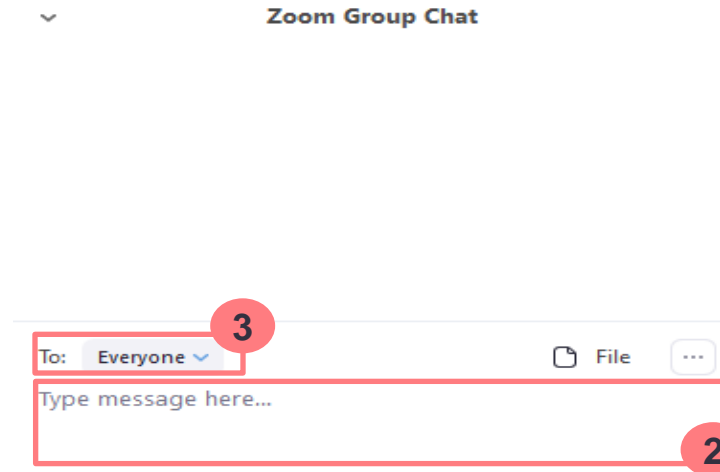 Zoom Group Chat
3
To: Everyone File ...
Type message here...
2